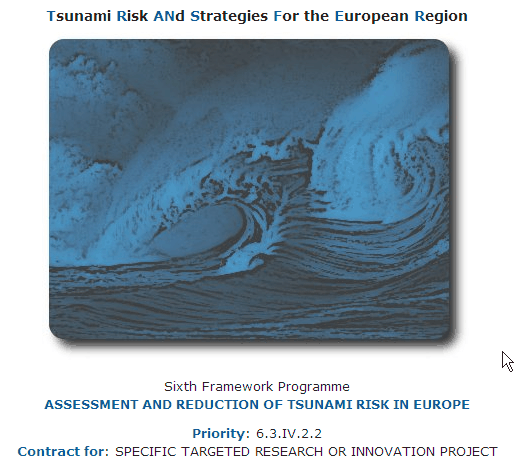 Tsunami Risk ANd Strategies For the European Region
Sixth Framework Programme
ASSESSMENT AND REDUCTION OF TSUNAMI RISK IN EUROPE
Priority: 6.3.IV.2.2
Contract for: SPECIFIC TARGETED RESEARCH OR INNOVATION PROJECT